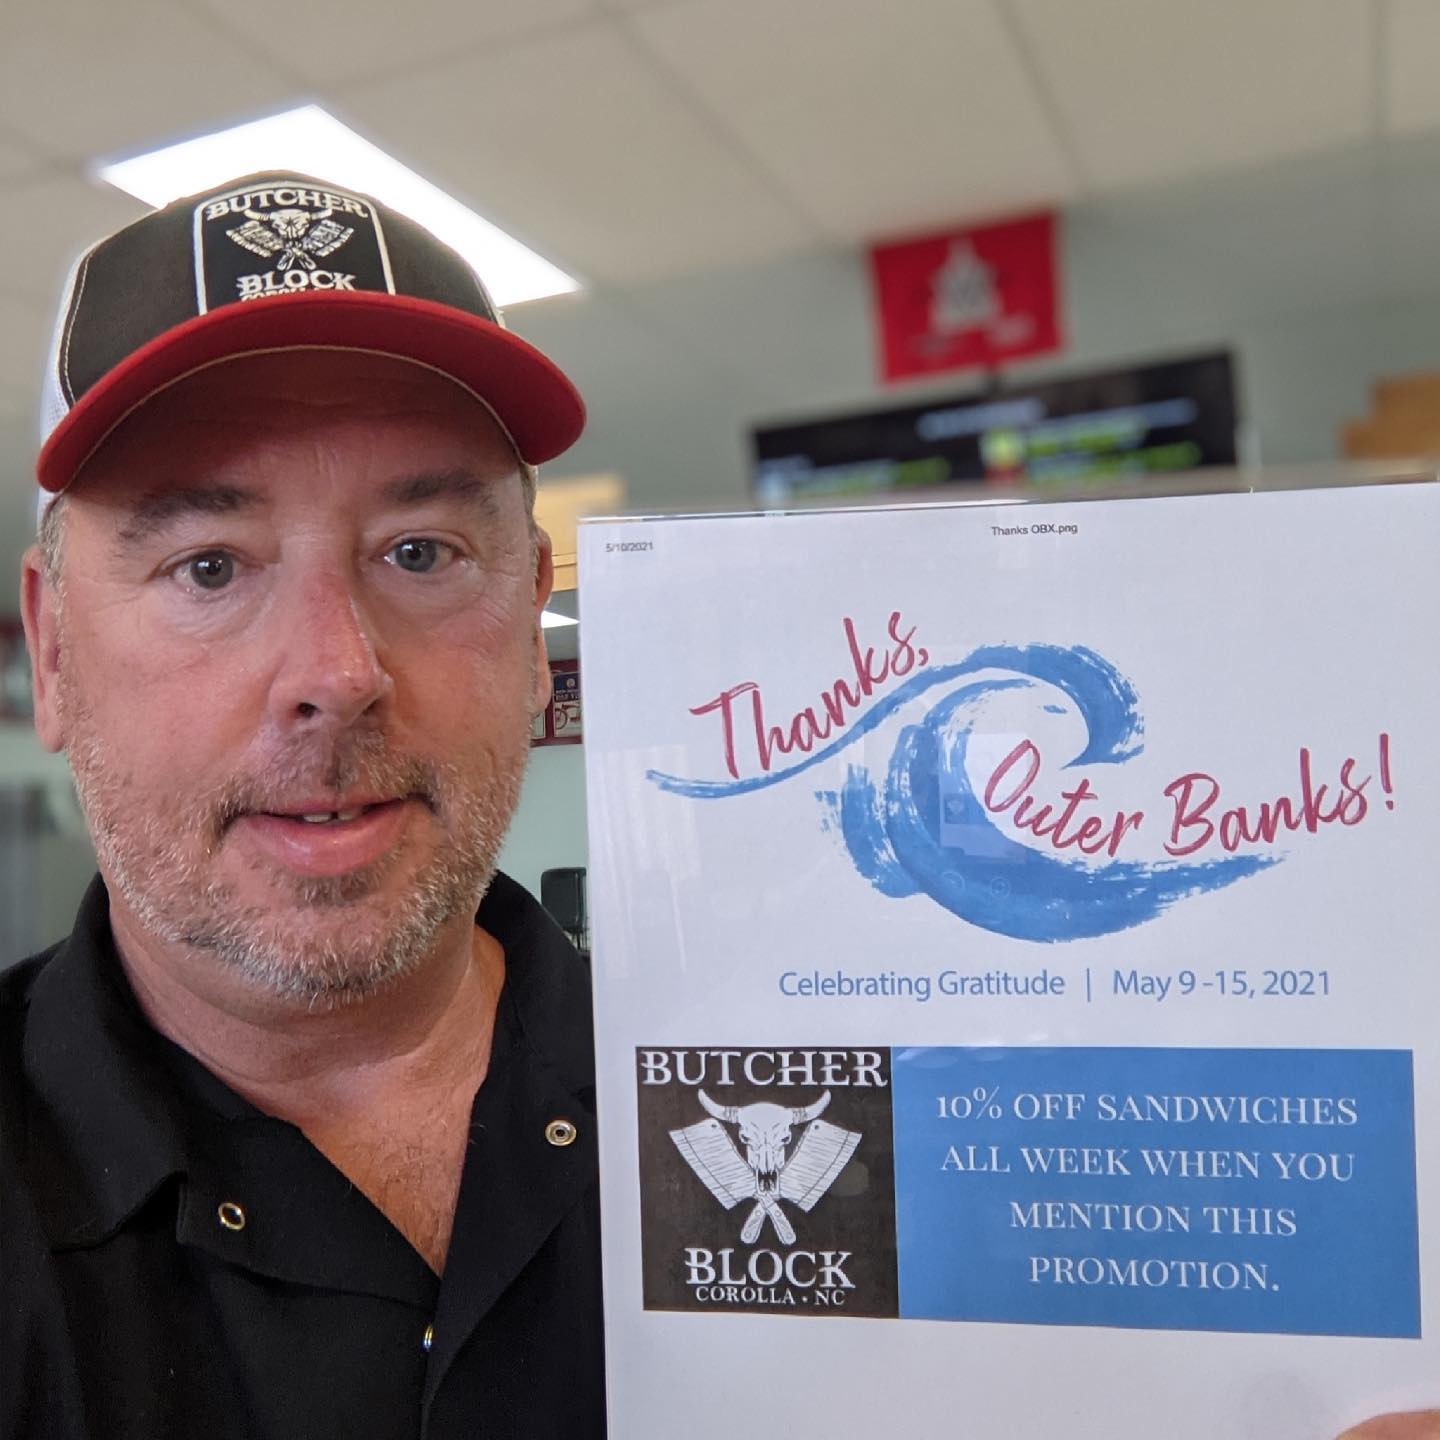 BUTCHER
BLOCK
5/10/2021
Thanks OBX.png
Thanks,
Outer Banks!
Celebrating Gratitude | May 9 -15, 2021
BUTCHER
BLOCK
COROLLA • NC
10% OFF SANDWICHES
ALL WEEK WHEN YOU
MENTION THIS
PROMOTION.